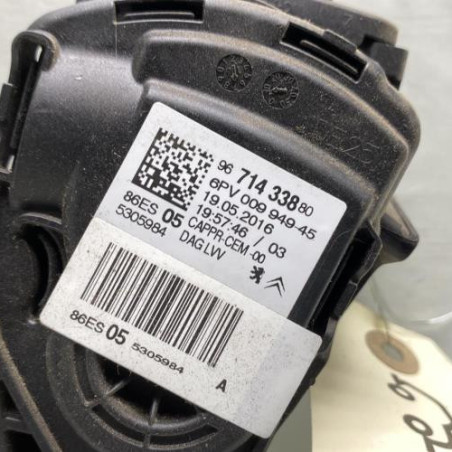 96 714 338 80
6PV 009 949-45
19.05.2016
19:57:46 / 03
86ES 05 CAPPR-CEM -00
5305984 DAG LW
86ES 05 5305984 A